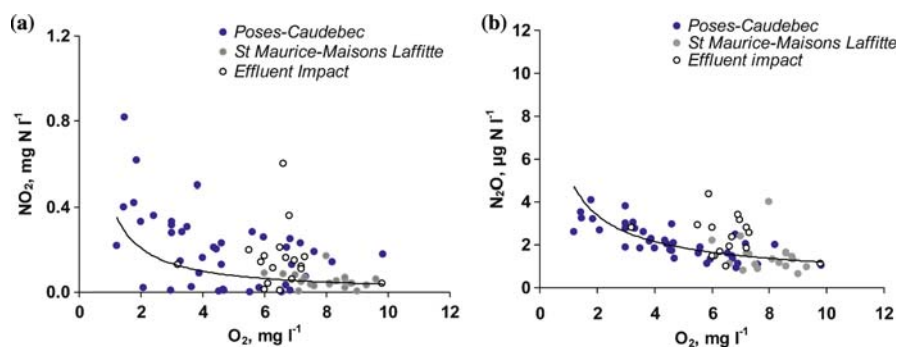 (a)
Poses-Caudebec
St Maurice-Maisons Laffitte
Effluent Impact
1.2
0.8
0.4
0.0
NO₂, mg N l⁻¹
0 2 4 6 8 10 12
O₂, mg l⁻¹
(b)
Poses-Caudebec
St Maurice-Maisons Laffitte
Effluent impact
12
10
8
6
4
2
0
N₂O, µg N l⁻¹
0 2 4 6 8 10 12
O₂, mg l⁻¹